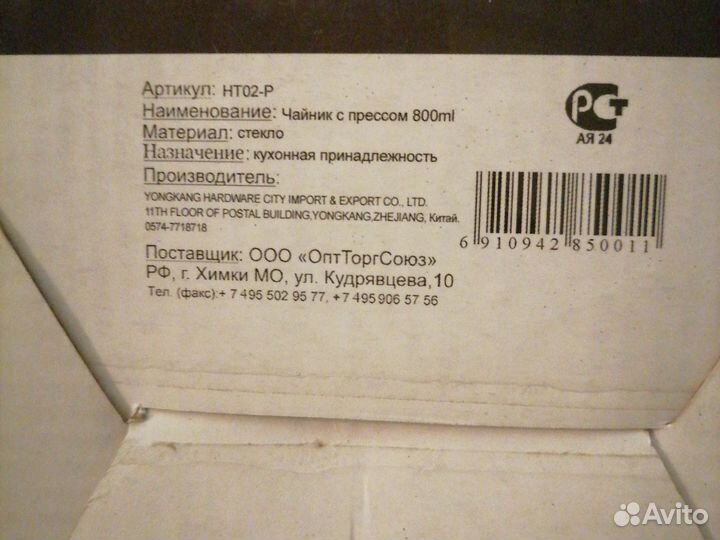 Артикул: HT02-P
Наименование: Чайник с прессом 800ml
Материал: стекло
Назначение: кухонная принадлежность
Производитель:
YONGKANG HARDWARE CITY IMPORT & EXPORT CO., LTD.
11TH FLOOR OF POSTAL BUILDING,YONGKANG,ZHEJIANG, Китай.
0574-7718718
Поставщик: ООО «ОптТоргСоюз»
РФ, г. Химки МО, ул. Кудрявцева,10
Тел. (факс):+ 7 495 502 95 77, +7 495 906 57 56
РСТ
АЯ 24
6 910942 850011
Avito